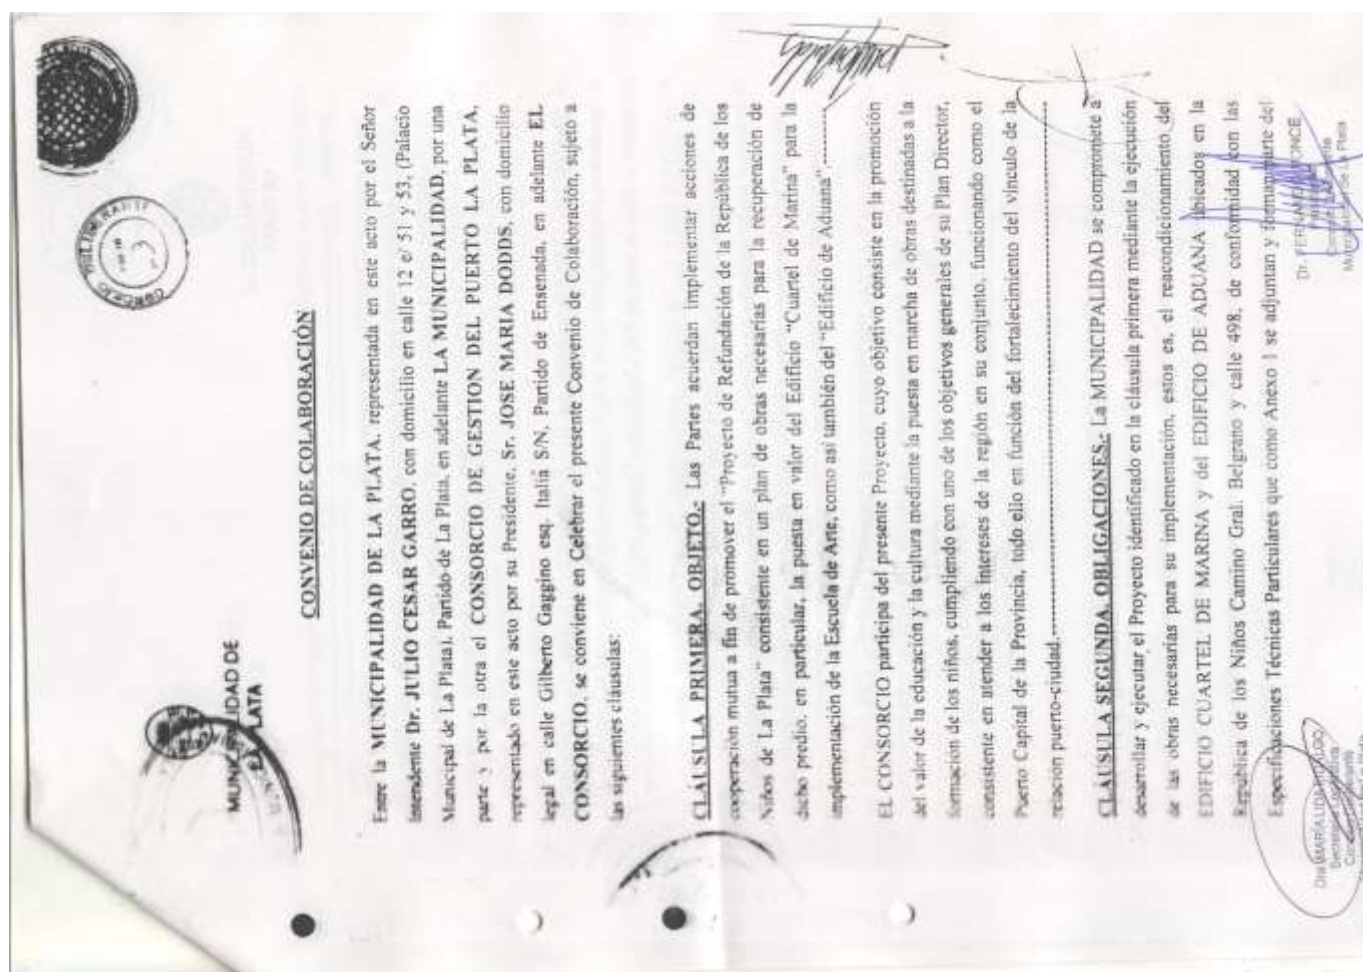 MUNICIPALIDAD DE
LA PLATA
CONVENIO DE COLABORACIÓN
Entre la MUNICIPALIDAD DE LA PLATA, representada en este acto por el Señor
Intendente Dr. JULIO CESAR GARRO, con domicilio en calle 12 e/ 51 y 53, (Palacio
Municipal de La Plata), Partido de La Plata, en adelante LA MUNICIPALIDAD, por una
parte y por la otra el CONSORCIO DE GESTION DEL PUERTO LA PLATA,
representado en este acto por su Presidente, Sr. JOSE MARIA DODDS, con domicilio
legal en calle Gilberto Gaggino esq. Italia S/N, Partido de Ensenada, en adelante EL
CONSORCIO, se conviene en Celebrar el presente Convenio de Colaboración, sujeto a
las siguientes cláusulas:
CLÁUSULA PRIMERA. OBJETO.- Las Partes acuerdan implementar acciones de
cooperación mutua a fin de promover el "Proyecto de Refundación de la República de los
Niños de La Plata" consistente en un plan de obras necesarias para la recuperación de
dicho predio, en particular, la puesta en valor del Edificio "Cuartel de Marina" para la
implementación de la Escuela de Arte, como así también del "Edificio de Aduana".----------
EL CONSORCIO participa del presente Proyecto, cuyo objetivo consiste en la promoción
del valor de la educación y la cultura mediante la puesta en marcha de obras destinadas a la
formacion de los niños, cumpliendo con uno de los objetivos generales de su Plan Director,
consistente en atender a los intereses de la región en su conjunto, funcionando como el
Puerto Capital de la Provincia, todo ello en función del fortalecimiento del vínculo de la
relación puerto-ciudad.----------
CLÁUSULA SEGUNDA. OBLIGACIONES.- La MUNICIPALIDAD se compromete a
desarrollar y ejecutar el Proyecto identificado en la cláusula primera mediante la ejecución
de las obras necesarias para su implementación, estos es, el reacondicionamiento del
EDIFICIO CUARTEL DE MARINA y del EDIFICIO DE ADUANA ubicados en la
República de los Niños Camino Gral. Belgrano y calle 498, de conformidad con las
Especificaciones Técnicas Particulares que como Anexo I se adjuntan y forman parte del